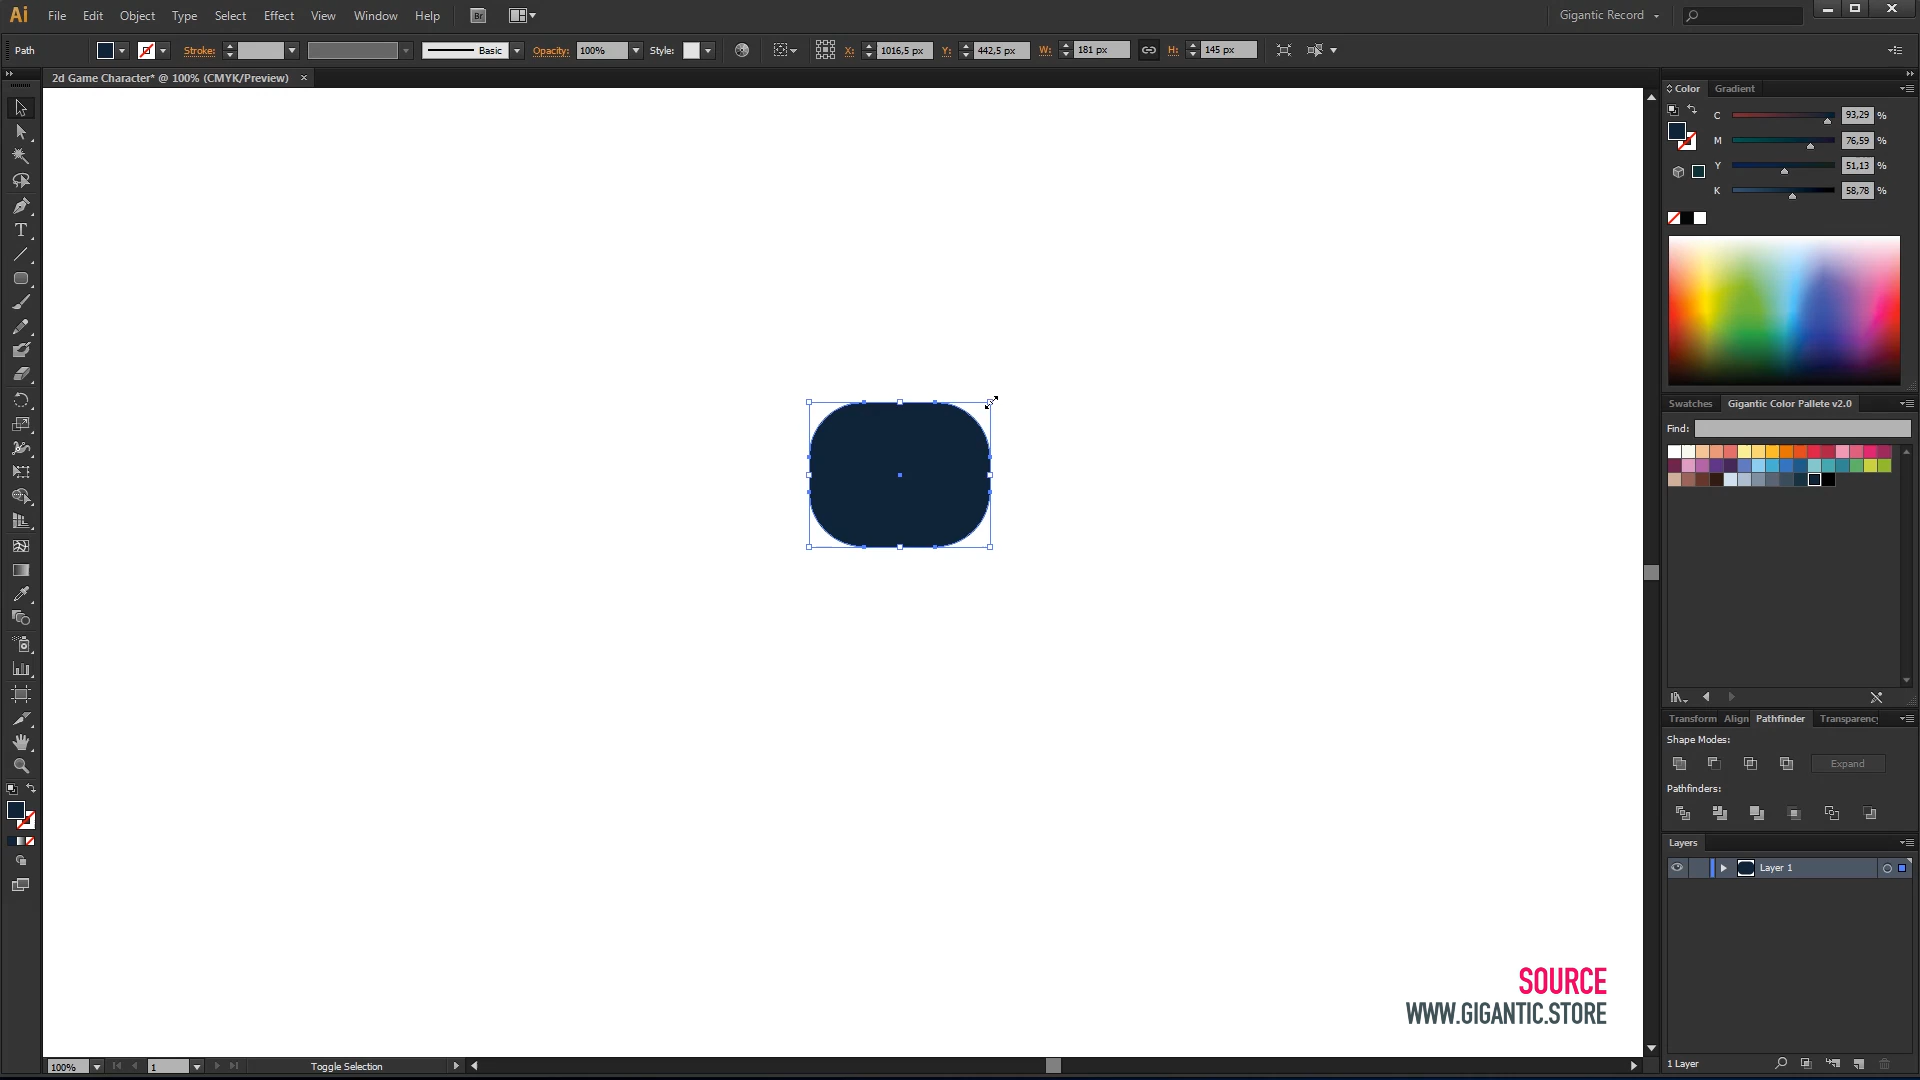 Ai File Edit Object Type Select Effect View Window Help Br Gigantic Record
Path Stroke: Basic Opacity: 100% Style: X: 1016,5 px Y: 442,5 px W: 181 px H: 145 px
2d Game Character* @ 100% (CMYK/Preview) ×
Color Gradient
C 93,29 %
M 76,59 %
Y 51,13 %
K 58,78 %
Swatches Gigantic Color Pallete v2.0
Find:
Transform Align Pathfinder Transparency
Shape Modes:
Expand
Pathfinders:
Layers
Layer 1
SOURCE
WWW.GIGANTIC.STORE
100% 1 Toggle Selection 1 Layer